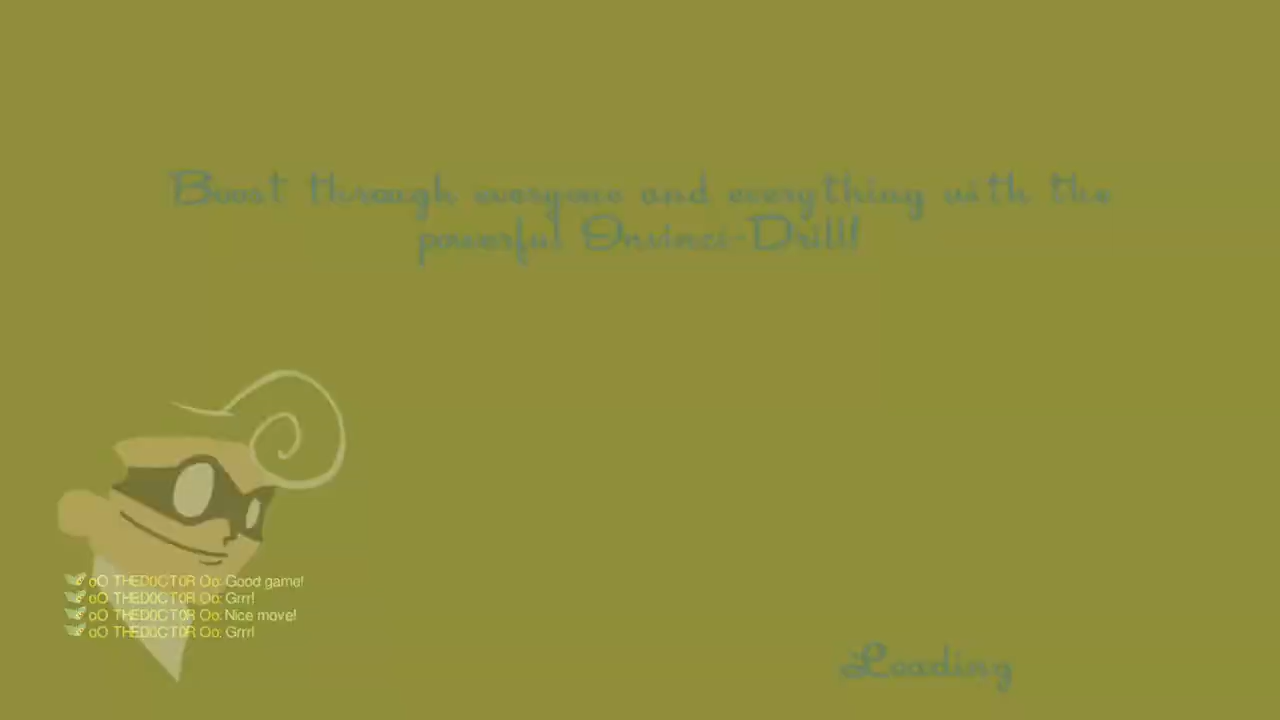 Boost through everyone and everything with the
powerful Invinci-Drill!
oO THED0CT0R Oo: Good game!
oO THED0CT0R Oo: Grrr!
oO THED0CT0R Oo: Nice move!
oO THED0CT0R Oo: Grrr!
Loading